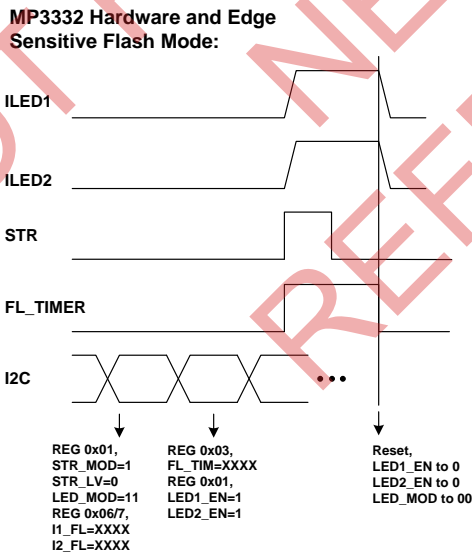 MP3332 Hardware and Edge
Sensitive Flash Mode:
ILED1
ILED2
STR
FL_TIMER
I2C
REG 0x01,
STR_MOD=1
STR_LV=0
LED_MOD=11
REG 0x06/7,
I1_FL=XXXX
I2_FL=XXXX
REG 0x03,
FL_TIM=XXXX
REG 0x01,
LED1_EN=1
LED2_EN=1
Reset,
LED1_EN to 0
LED2_EN to 0
LED_MOD to 00